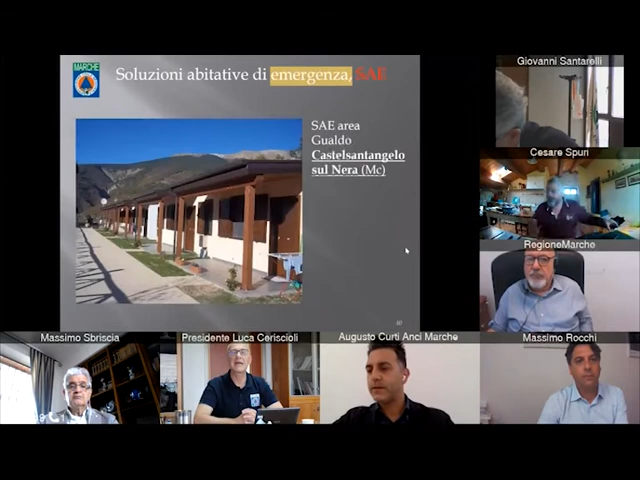 Giovanni Santarelli
MARCHE
Soluzioni abitative di emergenza, SAE
SAE area
Gualdo
Castelsantangelo
sul Nera (Mc)
Cesare Spuri
RegioneMarche
Massimo Sbriscia
Presidente Luca Ceriscioli
Augusto Curti Anci Marche
Massimo Rocchi